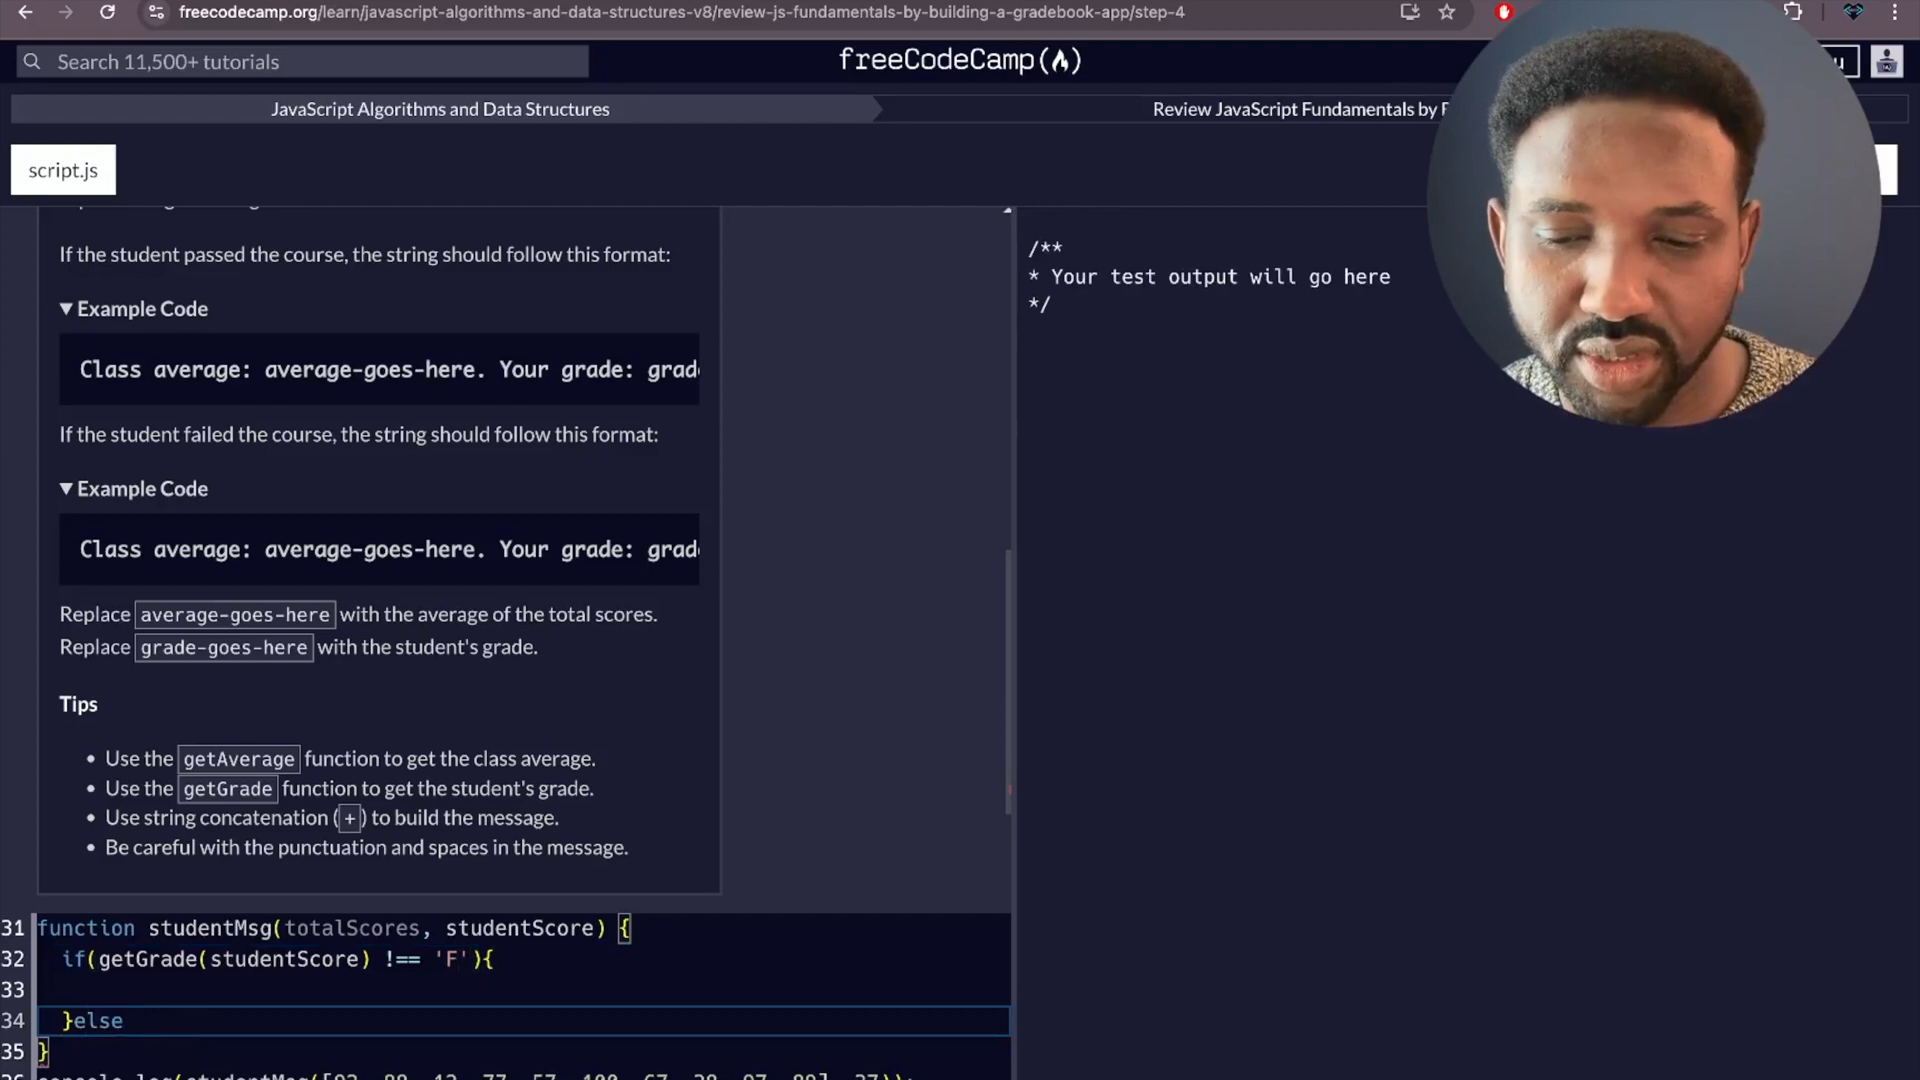 freecodecamp.org/learn/javascript-algorithms-and-data-structures-v8/review-js-fundamentals-by-building-a-gradebook-app/step-4
Search 11,500+ tutorials
freeCodeCamp
JavaScript Algorithms and Data Structures
Review JavaScript Fundamentals by
script.js
If the student passed the course, the string should follow this format:
▼ Example Code
Class average: average-goes-here. Your grade: grad
If the student failed the course, the string should follow this format:
▼ Example Code
Class average: average-goes-here. Your grade: grad
Replace average-goes-here with the average of the total scores.
Replace grade-goes-here with the student's grade.
Tips
• Use the getAverage function to get the class average.
• Use the getGrade function to get the student's grade.
• Use string concatenation (+) to build the message.
• Be careful with the punctuation and spaces in the message.
31 function studentMsg(totalScores, studentScore) {
32 if(getGrade(studentScore) !== 'F'){
33
34 }else
35 }
/**
* Your test output will go here
*/